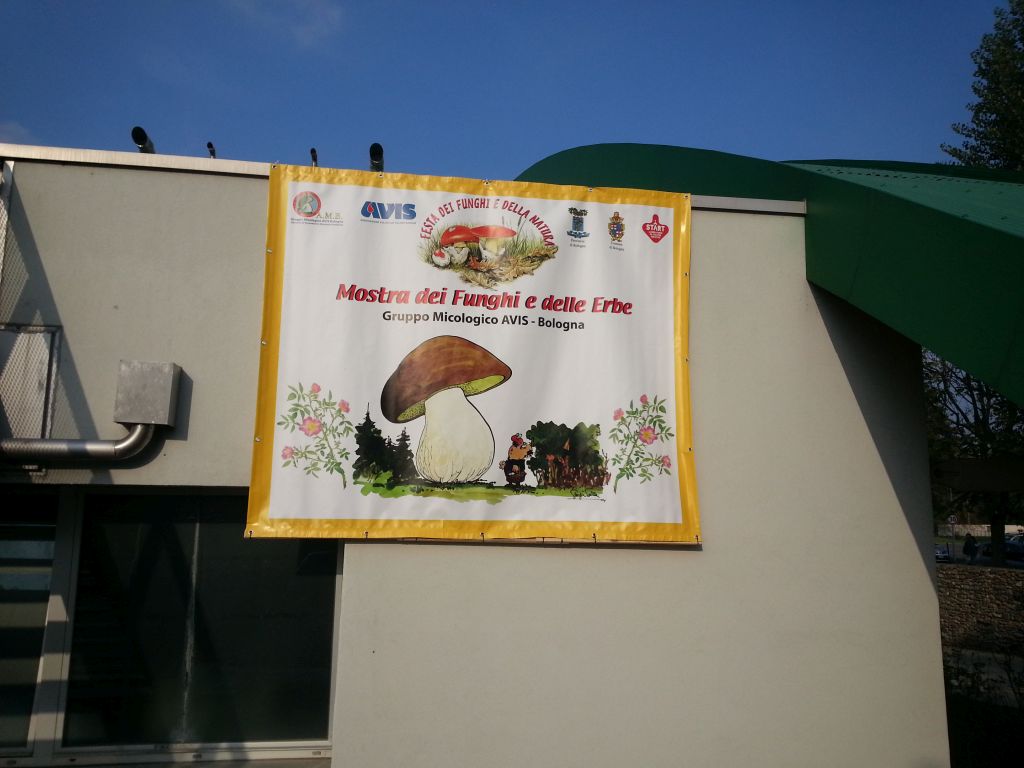 A.M.B.
AVIS
FESTA DEI FUNGHI E DELLA NATURA
START
Mostra dei Funghi e delle Erbe
Gruppo Micologico AVIS - Bologna